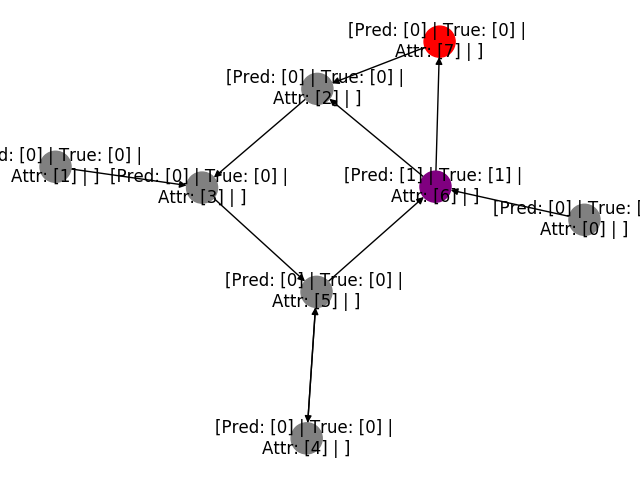 [Pred: [0] | True: [0] |
Attr: [7] | ]
[Pred: [0] | True: [0] |
Attr: [2] | ]
d: [0] | True: [0] |
Attr: [1] | ]
[Pred: [0] | True: [0] |
Attr: [3] | ]
[Pred: [1] | True: [1] |
Attr: [6] | ]
[Pred: [0] | True: [
Attr: [0] | ]
[Pred: [0] | True: [0] |
Attr: [5] | ]
[Pred: [0] | True: [0] |
Attr: [4] | ]